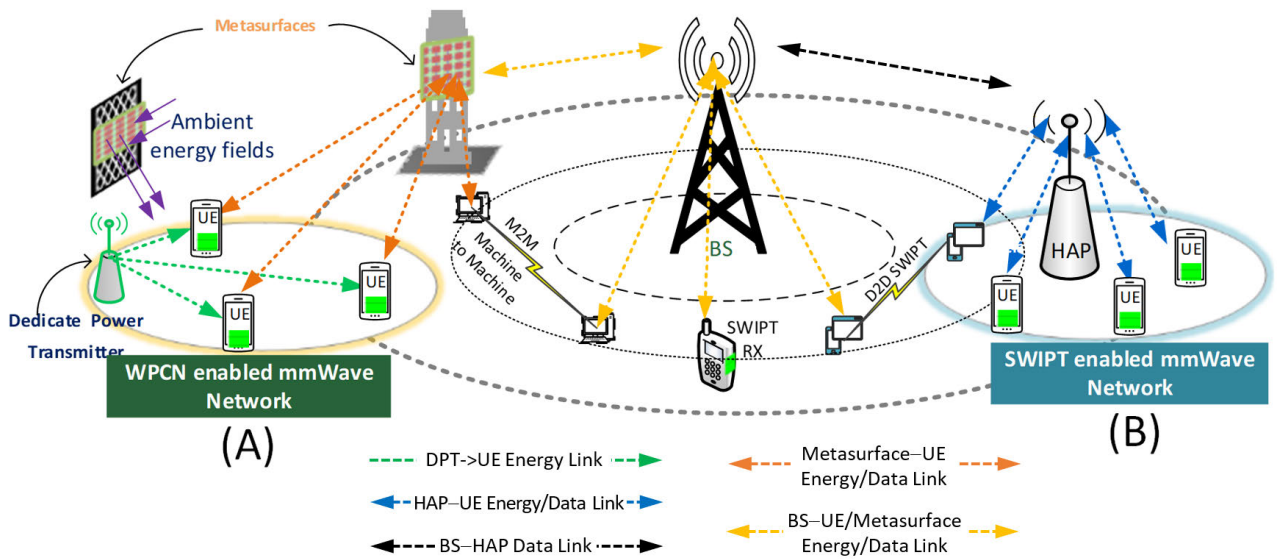 Metasurfaces
Ambient
energy fields
UE
UE
UE
Dedicate Power
Transmitter
WPCN enabled mmWave
Network
(A)
M2M
Machine
to Machine
BS
SWIPT
RX
D2D SWIPT
HAP
UE
UE
UE
SWIPT enabled mmWave
Network
(B)
DPT->UE Energy Link
HAP–UE Energy/Data Link
BS–HAP Data Link
Metasurface–UE
Energy/Data Link
BS–UE/Metasurface
Energy/Data Link